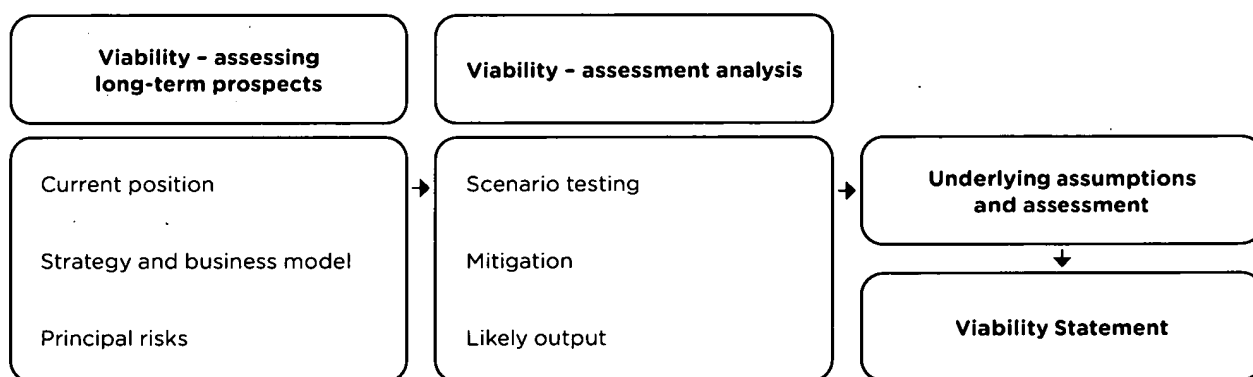 Viability – assessing
long-term prospects
Viability – assessment analysis
Current position
Strategy and business model
Principal risks
Scenario testing
Mitigation
Likely output
Underlying assumptions
and assessment
Viability Statement